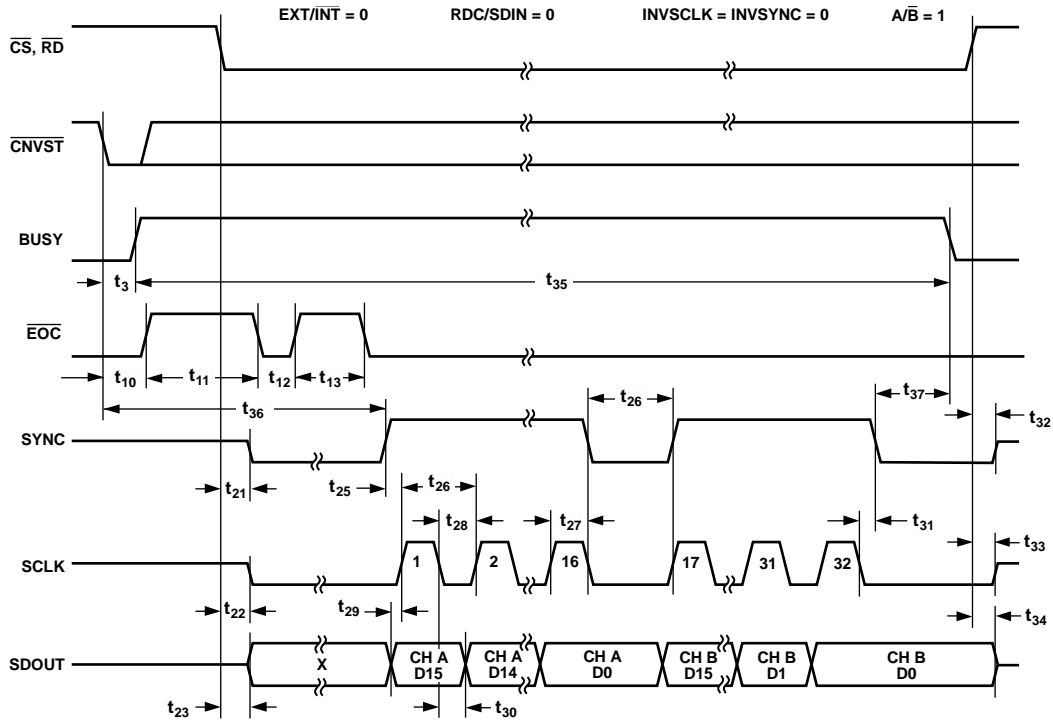 EXT/INT = 0 RDC/SDIN = 0 INVSCLK = INVSYNC = 0 A/B = 1
CS, RD
CNVST
BUSY
t3 t35
EOC
t10 t11 t12 t13
t36 t26 t37
t32
SYNC
t21 t25 t26
t28 t27 t31
t33
SCLK 1 2 16 17 31 32
t22 t29
t34
SDOUT X CH A D15 CH A D14 CH A D0 CH B D15 CH B D1 CH B D0
t23 t30